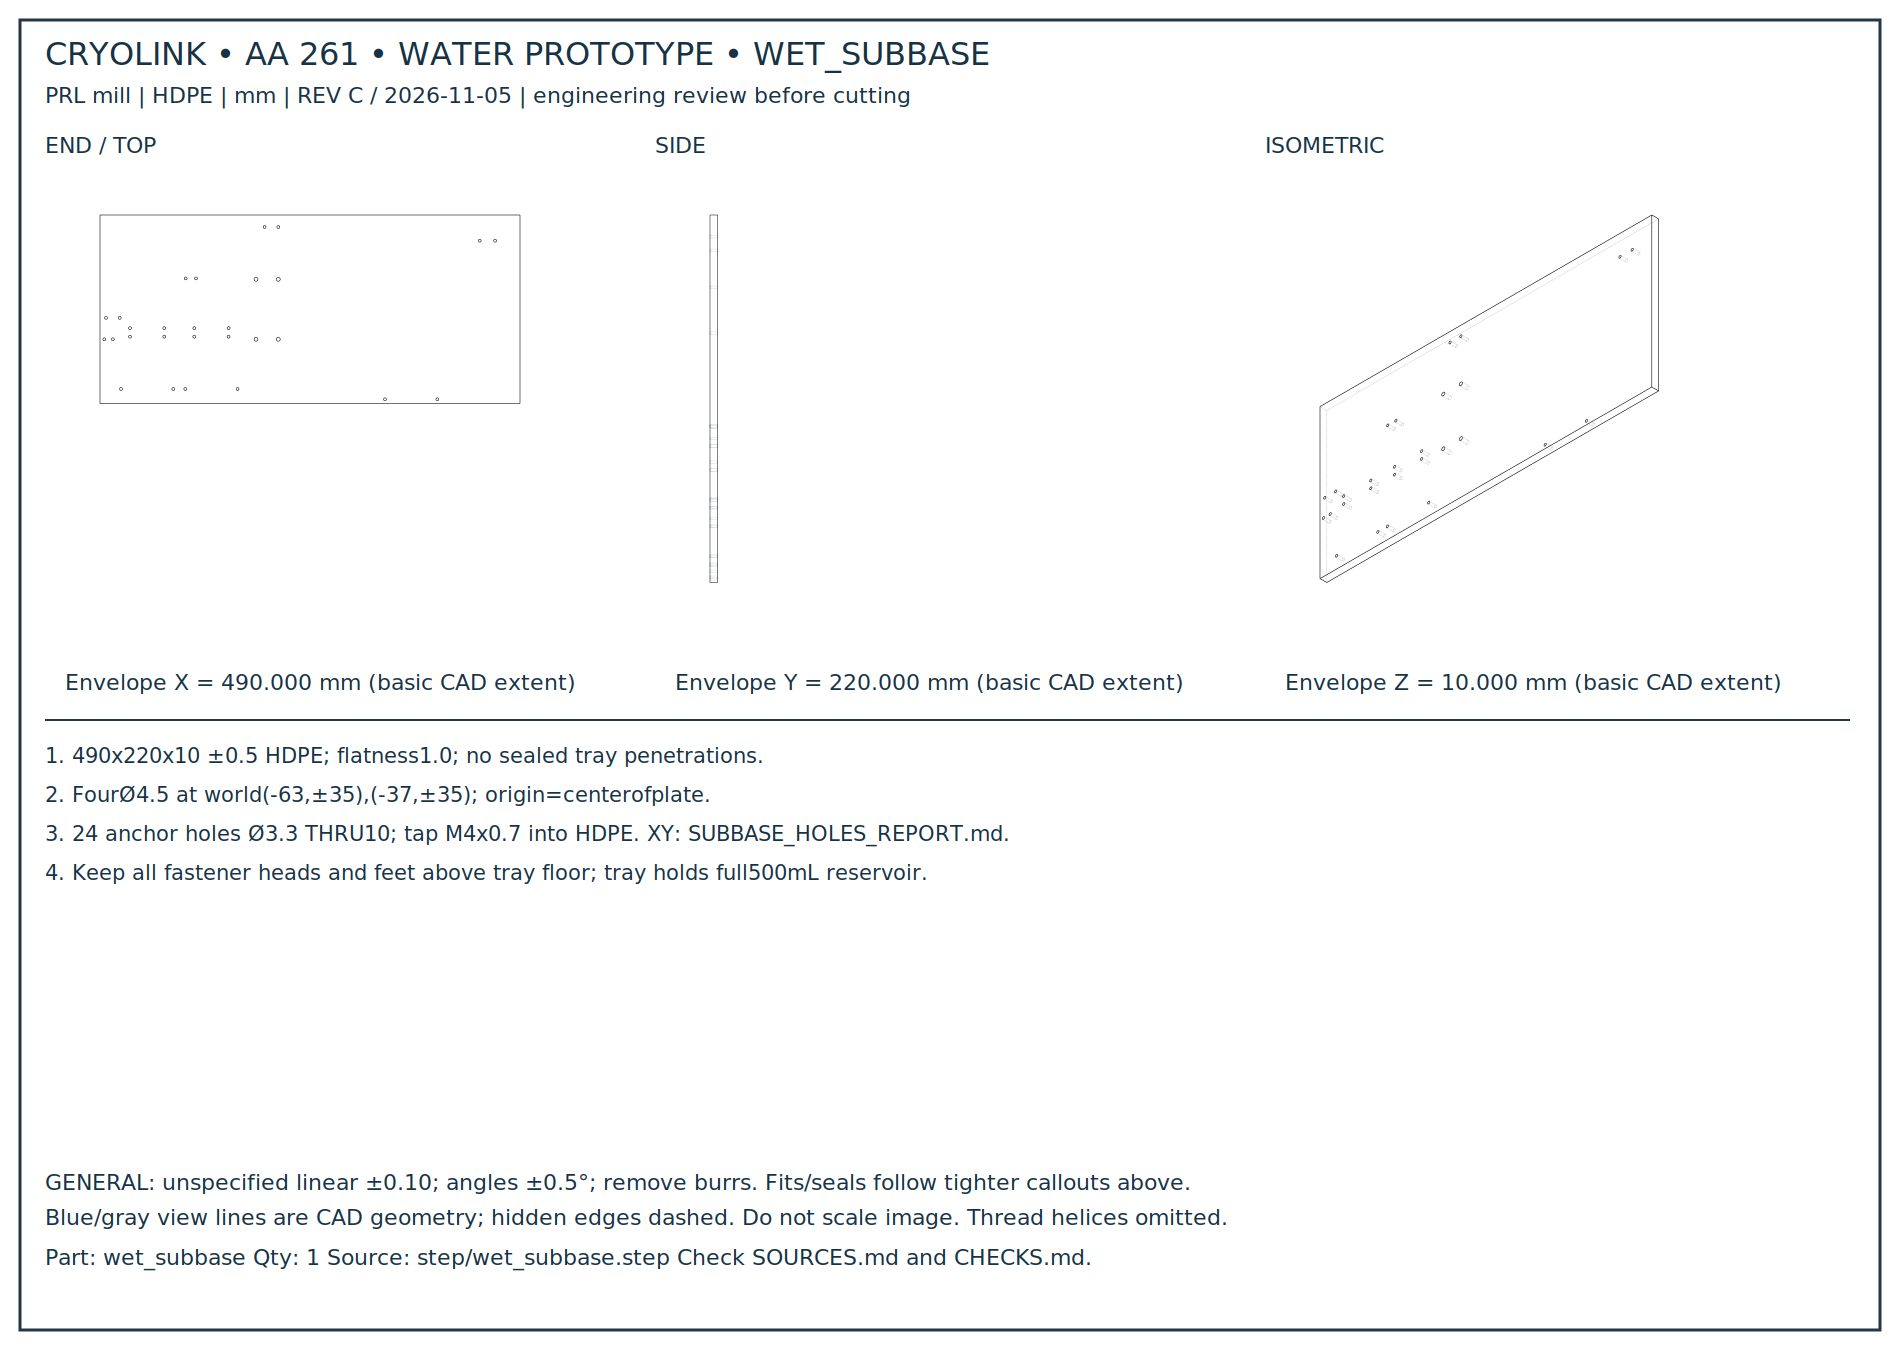 CRYOLINK • AA 261 • WATER PROTOTYPE • WET_SUBBASE
PRL mill | HDPE | mm | REV C / 2026-11-05 | engineering review before cutting
END / TOP
SIDE
ISOMETRIC
Envelope X = 490.000 mm (basic CAD extent)
Envelope Y = 220.000 mm (basic CAD extent)
Envelope Z = 10.000 mm (basic CAD extent)
1. 490x220x10 ±0.5 HDPE; flatness1.0; no sealed tray penetrations.
2. FourØ4.5 at world(-63,±35),(-37,±35); origin=centerofplate.
3. 24 anchor holes Ø3.3 THRU10; tap M4x0.7 into HDPE. XY: SUBBASE_HOLES_REPORT.md.
4. Keep all fastener heads and feet above tray floor; tray holds full500mL reservoir.
GENERAL: unspecified linear ±0.10; angles ±0.5°; remove burrs. Fits/seals follow tighter callouts above.
Blue/gray view lines are CAD geometry; hidden edges dashed. Do not scale image. Thread helices omitted.
Part: wet_subbase Qty: 1 Source: step/wet_subbase.step Check SOURCES.md and CHECKS.md.